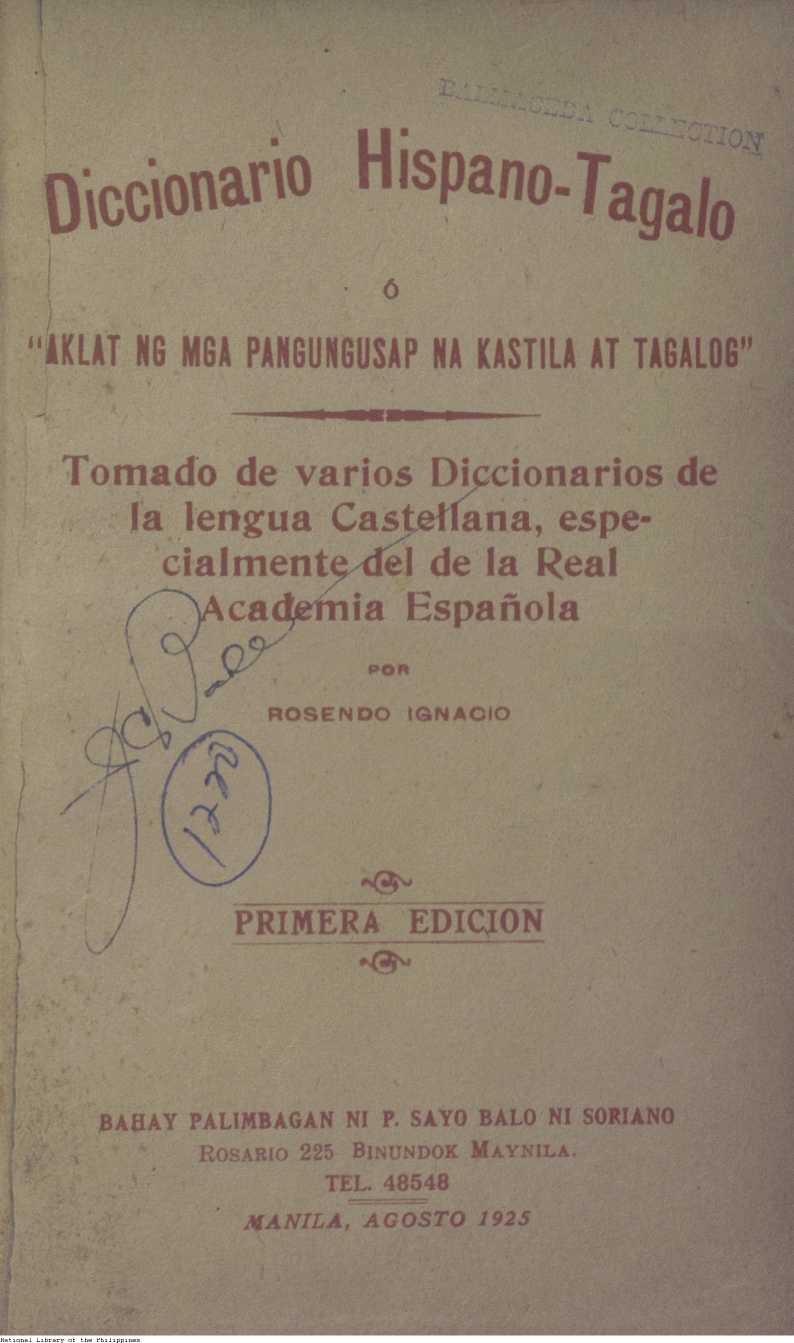 BALMASEDA COLLECTION
Diccionario Hispano-Tagalo
ó
"AKLAT NG MGA PANGUNGUSAP NA KASTILA AT TAGALOG"
Tomado de varios Diccionarios de
la lengua Castellana, espe-
cialmente del de la Real
Academia Española
POR
ROSENDO IGNACIO
PRIMERA EDICION
BAHAY PALIMBAGAN NI P. SAYO BALO NI SORIANO
ROSARIO 225 BINUNDOK MAYNILA.
TEL. 48548
MANILA, AGOSTO 1925
National Library of the Philippines